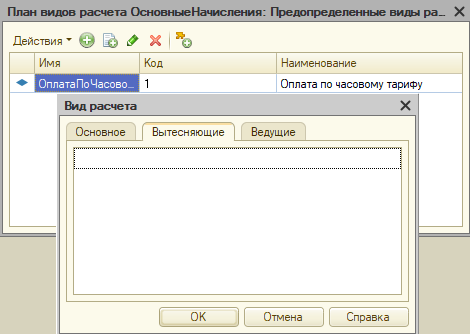 План видов расчета ОсновныеНачисления: Предопределенные виды ра...
Действия
Имя Код Наименование
ОплатаПоЧасово... 1 Оплата по часовому тарифу
Вид расчета
Основное Вытесняющие Ведущие
OK Отмена Справка